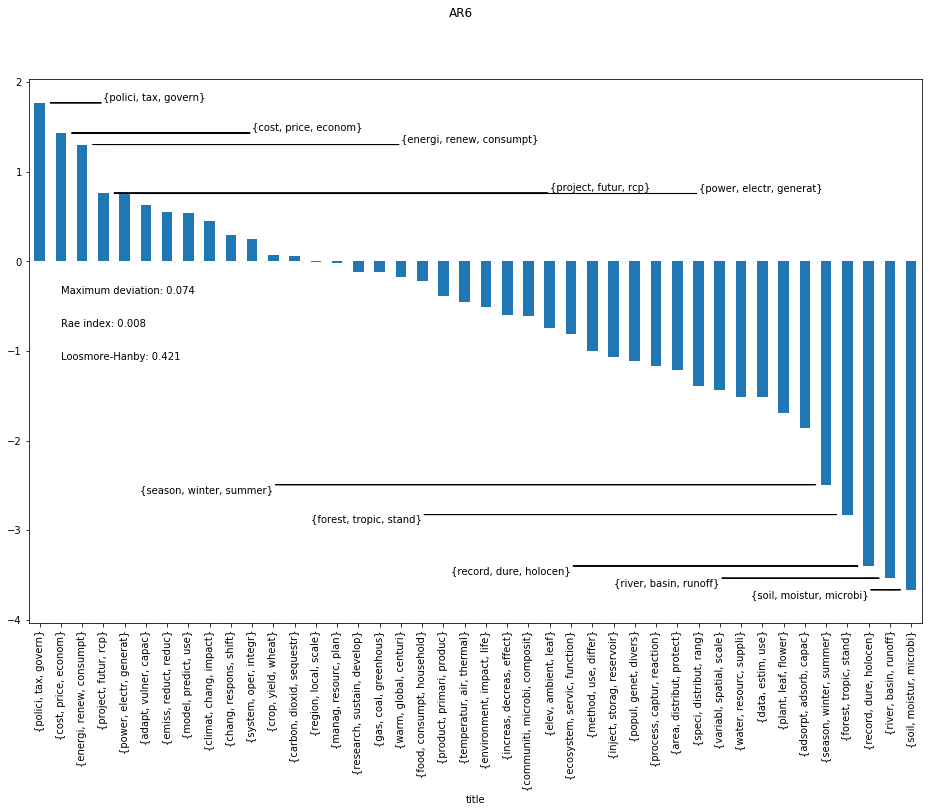 AR6
2
1
0
−1
−2
−3
−4
{polici, tax, govern}
{cost, price, econom}
{energi, renew, consumpt}
{project, futur, rcp}
{power, electr, generat}
Maximum deviation: 0.074
Rae index: 0.008
Loosmore-Hanby: 0.421
{season, winter, summer}
{forest, tropic, stand}
{record, dure, holocen}
{river, basin, runoff}
{soil, moistur, microbi}
{polici, tax, govern}
{cost, price, econom}
{energi, renew, consumpt}
{project, futur, rcp}
{power, electr, generat}
{adapt, vulner, capac}
{emiss, reduct, reduc}
{model, predict, use}
{climat, chang, impact}
{chang, respons, shift}
{system, oper, integr}
{crop, yield, wheat}
{carbon, dioxid, sequestr}
{region, local, scale}
{manag, resourc, plan}
{research, sustain, develop}
{gas, coal, greenhous}
{warm, global, centuri}
{food, consumpt, household}
{product, primari, produc}
{temperatur, air, thermal}
{environment, impact, life}
{increas, decreas, effect}
{communiti, microbi, composit}
{elev, ambient, leaf}
{ecosystem, servic, function}
{method, use, differ}
{inject, storag, reservoir}
{popul, genet, divers}
{process, captur, reaction}
{area, distribut, protect}
{speci, distribut, rang}
{variabl, spatial, scale}
{water, resourc, suppli}
{data, estim, use}
{plant, leaf, flower}
{adsorpt, adsorb, capac}
{season, winter, summer}
{forest, tropic, stand}
{record, dure, holocen}
{river, basin, runoff}
{soil, moistur, microbi}
title